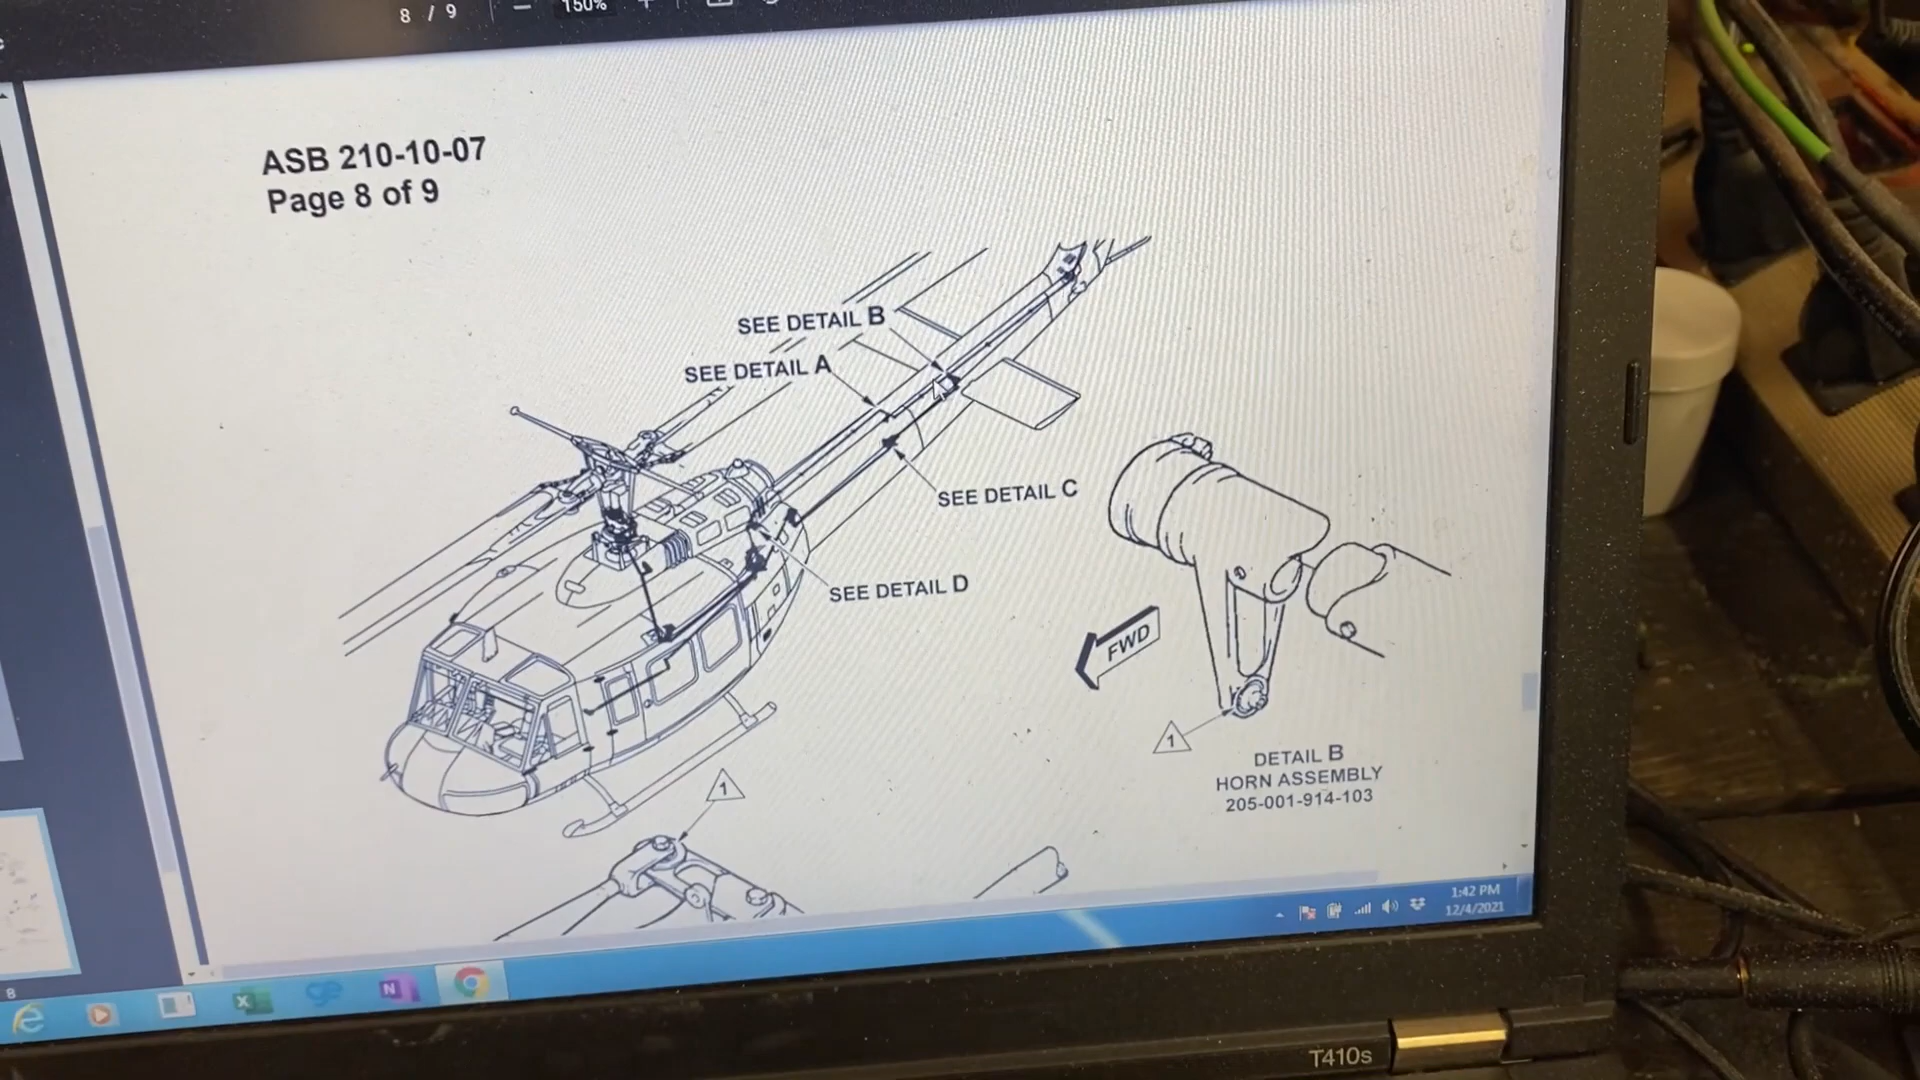 8 / 9
150%
ASB 210-10-07
Page 8 of 9
SEE DETAIL B
SEE DETAIL A
SEE DETAIL C
SEE DETAIL D
FWD
1
DETAIL B
HORN ASSEMBLY
205-001-914-103
1
8
1:42 PM
12/4/2021
T410s